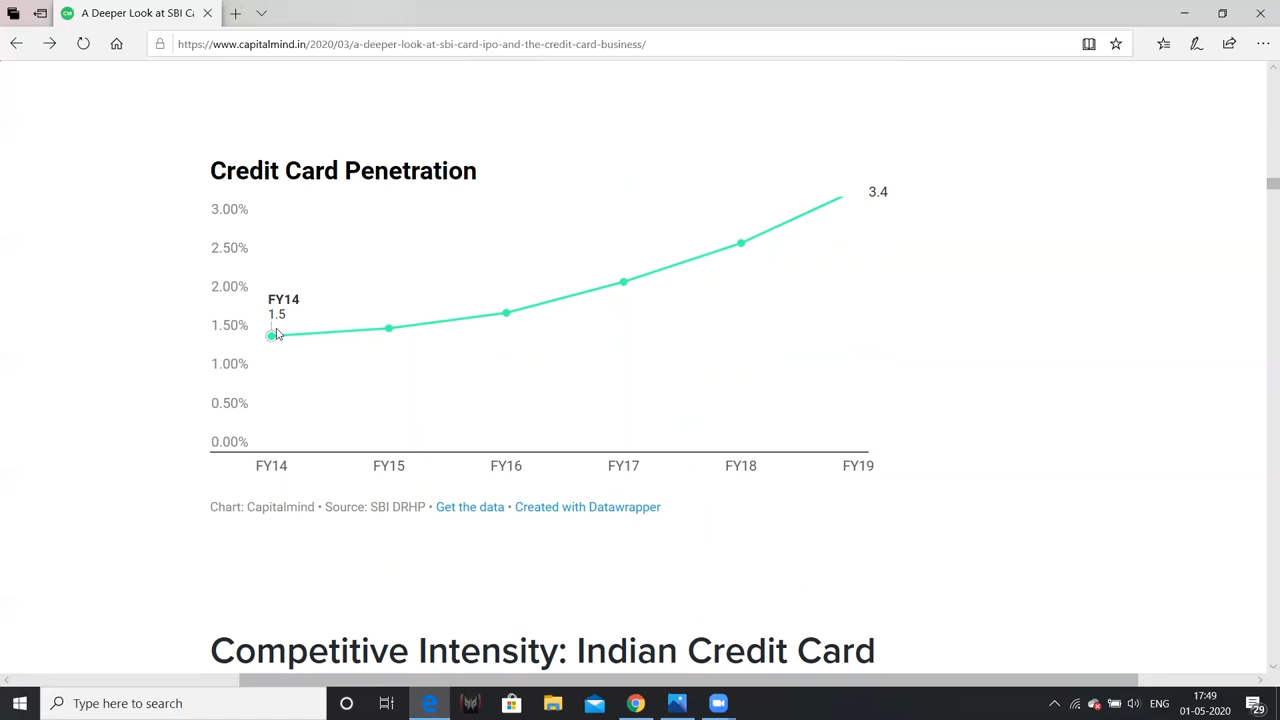 A Deeper Look at SBI Ca
https://www.capitalmind.in/2020/03/a-deeper-look-at-sbi-card-ipo-and-the-credit-card-business/
Credit Card Penetration
3.4
3.00%
2.50%
2.00%
FY14
1.5
1.50%
1.00%
0.50%
0.00%
FY14 FY15 FY16 FY17 FY18 FY19
Chart: Capitalmind • Source: SBI DRHP • Get the data • Created with Datawrapper
Competitive Intensity: Indian Credit Card
Type here to search
ENG
17:49
01-05-2020
29